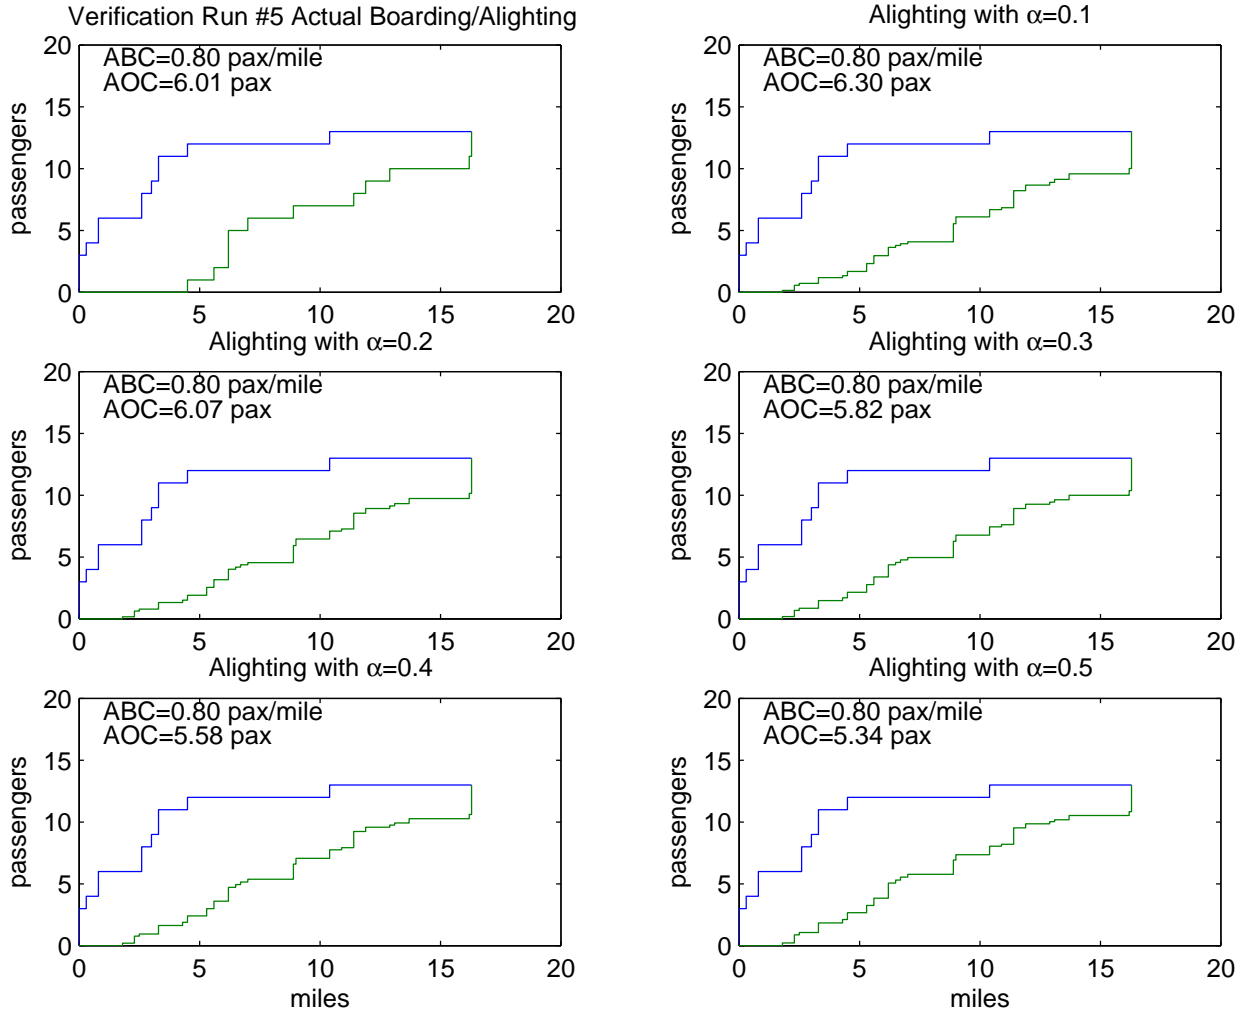 Verification Run #5 Actual Boarding/Alighting
ABC=0.80 pax/mile
AOC=6.01 pax
passengers
20
15
10
5
0
0 5 10 15 20
Alighting with α=0.1
ABC=0.80 pax/mile
AOC=6.30 pax
passengers
20
15
10
5
0
0 5 10 15 20
Alighting with α=0.2
ABC=0.80 pax/mile
AOC=6.07 pax
passengers
20
15
10
5
0
0 5 10 15 20
Alighting with α=0.3
ABC=0.80 pax/mile
AOC=5.82 pax
passengers
20
15
10
5
0
0 5 10 15 20
Alighting with α=0.4
ABC=0.80 pax/mile
AOC=5.58 pax
passengers
20
15
10
5
0
0 5 10 15 20
miles
Alighting with α=0.5
ABC=0.80 pax/mile
AOC=5.34 pax
passengers
20
15
10
5
0
0 5 10 15 20
miles